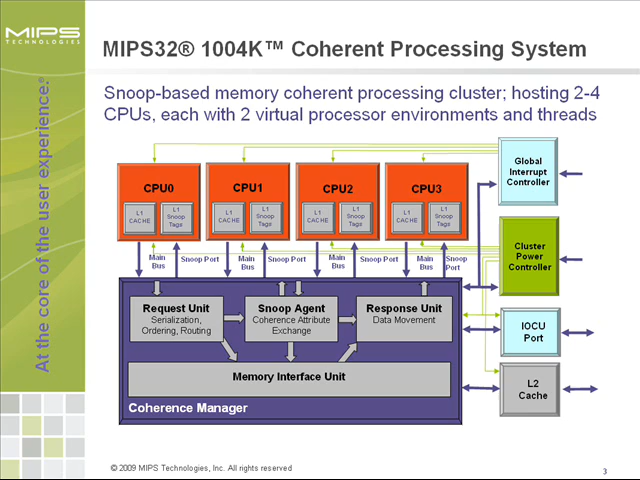 MIPS
TECHNOLOGIES
At the core of the user experience.®
MIPS32® 1004K™ Coherent Processing System
Snoop-based memory coherent processing cluster; hosting 2-4
CPUs, each with 2 virtual processor environments and threads
CPU0
L1
CACHE
L1
Snoop
Tags
CPU1
L1
CACHE
L1
Snoop
Tags
CPU2
L1
CACHE
L1
Snoop
Tags
CPU3
L1
CACHE
L1
Snoop
Tags
Global
Interrupt
Controller
Cluster
Power
Controller
IOCU
Port
L2
Cache
Main
Bus
Snoop Port
Main
Bus
Snoop Port
Main
Bus
Snoop Port
Main
Bus
Snoop
Port
Request Unit
Serialization,
Ordering, Routing
Snoop Agent
Coherence Attribute
Exchange
Response Unit
Data Movement
Memory Interface Unit
Coherence Manager
© 2009 MIPS Technologies, Inc. All rights reserved
3